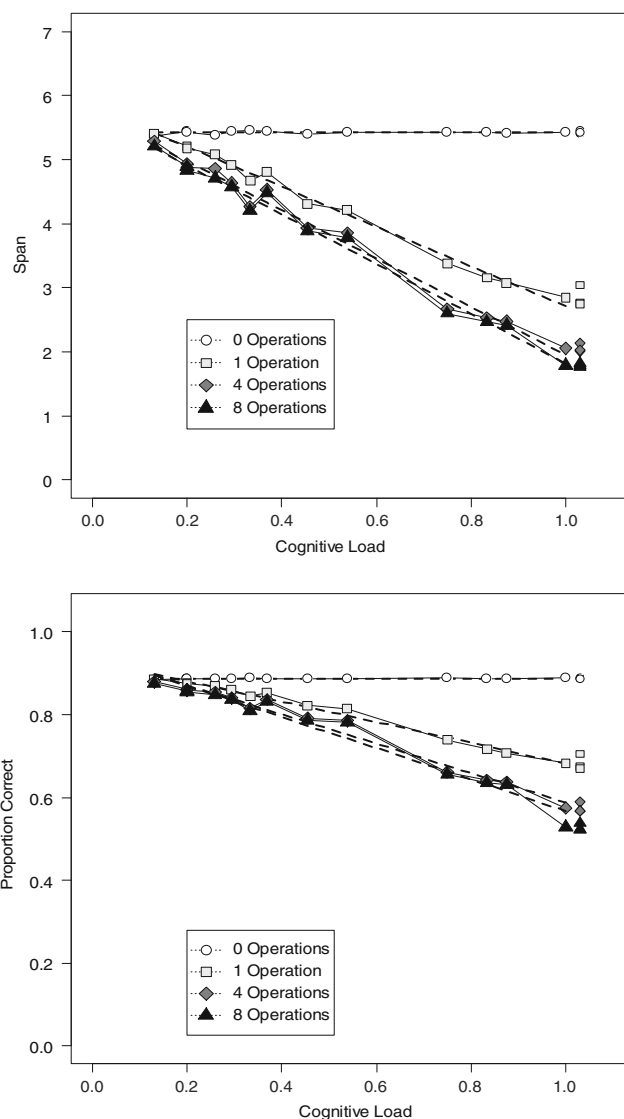 7
6
5
4
3
2
1
0
Span
0 Operations
1 Operation
4 Operations
8 Operations
0.0 0.2 0.4 0.6 0.8 1.0
Cognitive Load
1.0
0.8
0.6
0.4
0.2
0.0
Proportion Correct
0 Operations
1 Operation
4 Operations
8 Operations
0.0 0.2 0.4 0.6 0.8 1.0
Cognitive Load